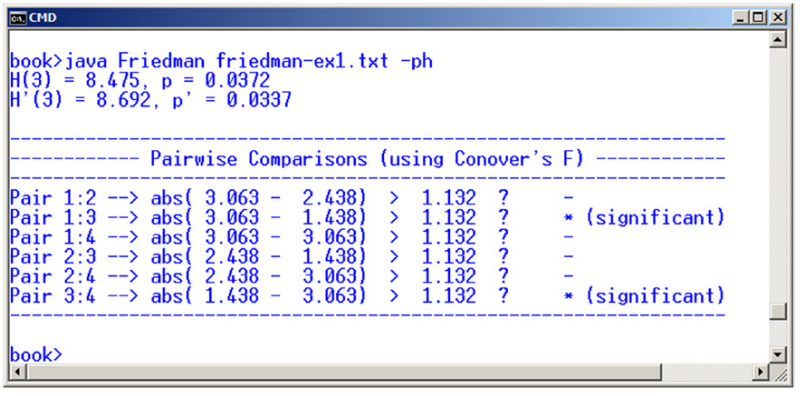 CMD
book>java Friedman friedman-ex1.txt -ph
H(3) = 8.475, p = 0.0372
H'(3) = 8.692, p' = 0.0337
------------------------------------------------------------------
------------ Pairwise Comparisons (using Conover's F) ------------
------------------------------------------------------------------
Pair 1:2 --> abs( 3.063 -  2.438)  >  1.132  ?     -
Pair 1:3 --> abs( 3.063 -  1.438)  >  1.132  ?     * (significant)
Pair 1:4 --> abs( 3.063 -  3.063)  >  1.132  ?     -
Pair 2:3 --> abs( 2.438 -  1.438)  >  1.132  ?     -
Pair 2:4 --> abs( 2.438 -  3.063)  >  1.132  ?     -
Pair 3:4 --> abs( 1.438 -  3.063)  >  1.132  ?     * (significant)
------------------------------------------------------------------
book>